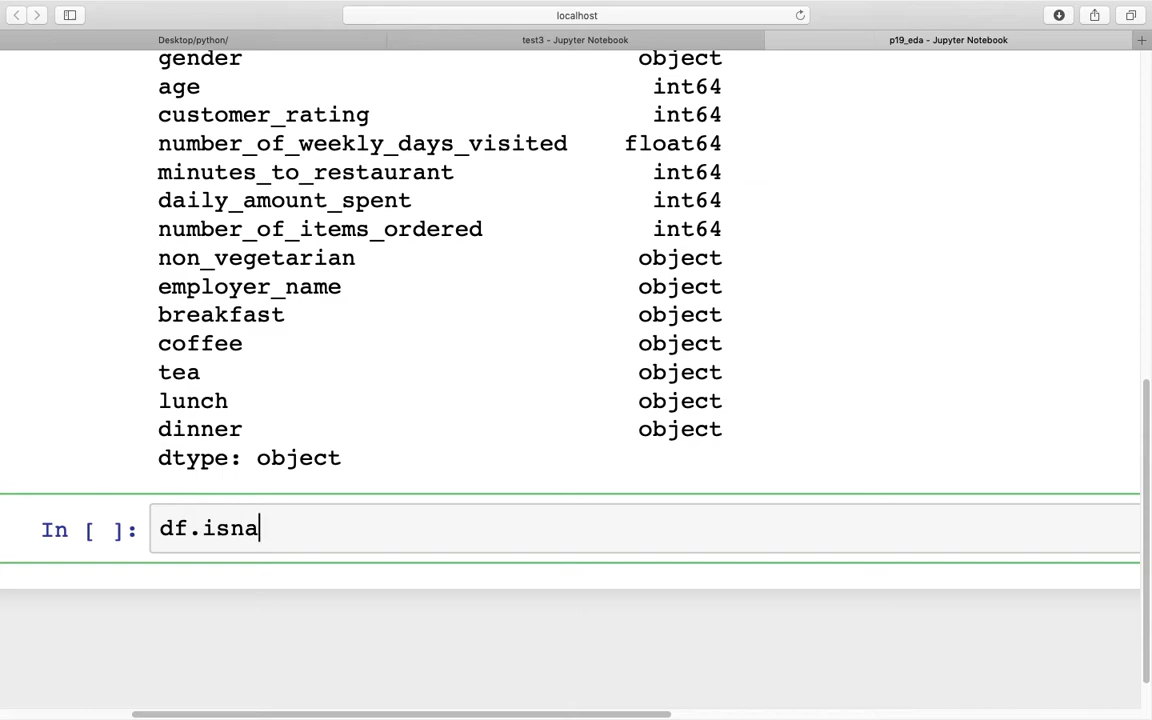 localhost
Desktop/python/ test3 - Jupyter Notebook p19_eda - Jupyter Notebook
gender object
age int64
customer_rating int64
number_of_weekly_days_visited float64
minutes_to_restaurant int64
daily_amount_spent int64
number_of_items_ordered int64
non_vegetarian object
employer_name object
breakfast object
coffee object
tea object
lunch object
dinner object
dtype: object
In [ ]: df.isna